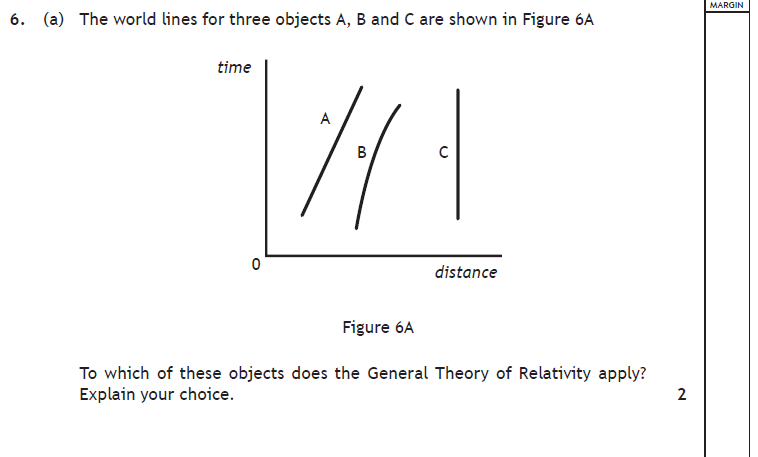 MARGIN
6. (a) The world lines for three objects A, B and C are shown in Figure 6A
time
A
B
C
0
distance
Figure 6A
To which of these objects does the General Theory of Relativity apply?
Explain your choice. 2